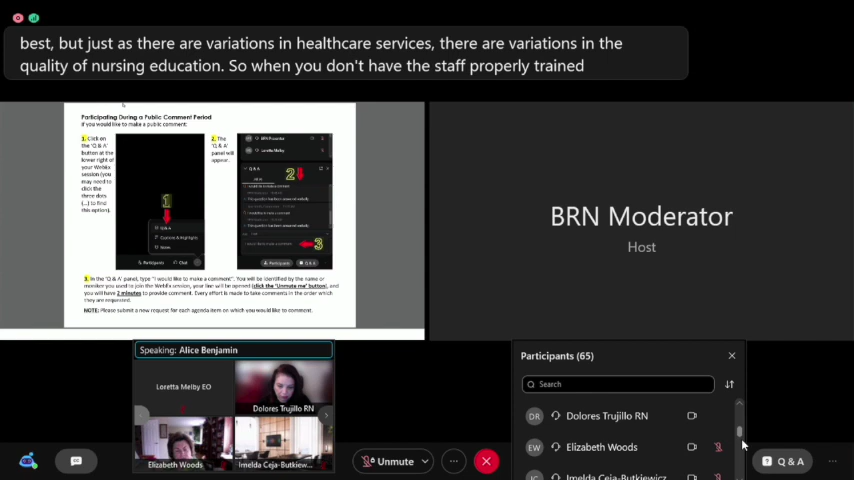 best, but just as there are variations in healthcare services, there are variations in the
quality of nursing education. So when you don't have the staff properly trained
Participating During a Public Comment Period
If you would like to make a public comment:
1. Click on
the 'Q & A'
button at the
lower right of
your WebEx
session (you
may need to
click the
three dots
(...) to find
this option).
1
2. The
'Q & A'
panel will
appear.
2
3
3. In the 'Q & A' panel, type "I would like to make a comment". You will be identified by the name or
moniker you used to join the WebEx session, your line will be opened (click the 'Unmute me' button), and
you will have 2 minutes to provide comment. Every effort is made to take comments in the order which
they are requested.
NOTE: Please submit a new request for each agenda item on which you would like to comment.
BRN Moderator
Host
Speaking: Alice Benjamin
Loretta Melby EO
Dolores Trujillo RN
Elizabeth Woods
Imelda Ceja-Butkiew...
Participants (65)
Search
DR Dolores Trujillo RN
EW Elizabeth Woods
Imelda Ceja-Butkiewicz
Unmute
Q & A